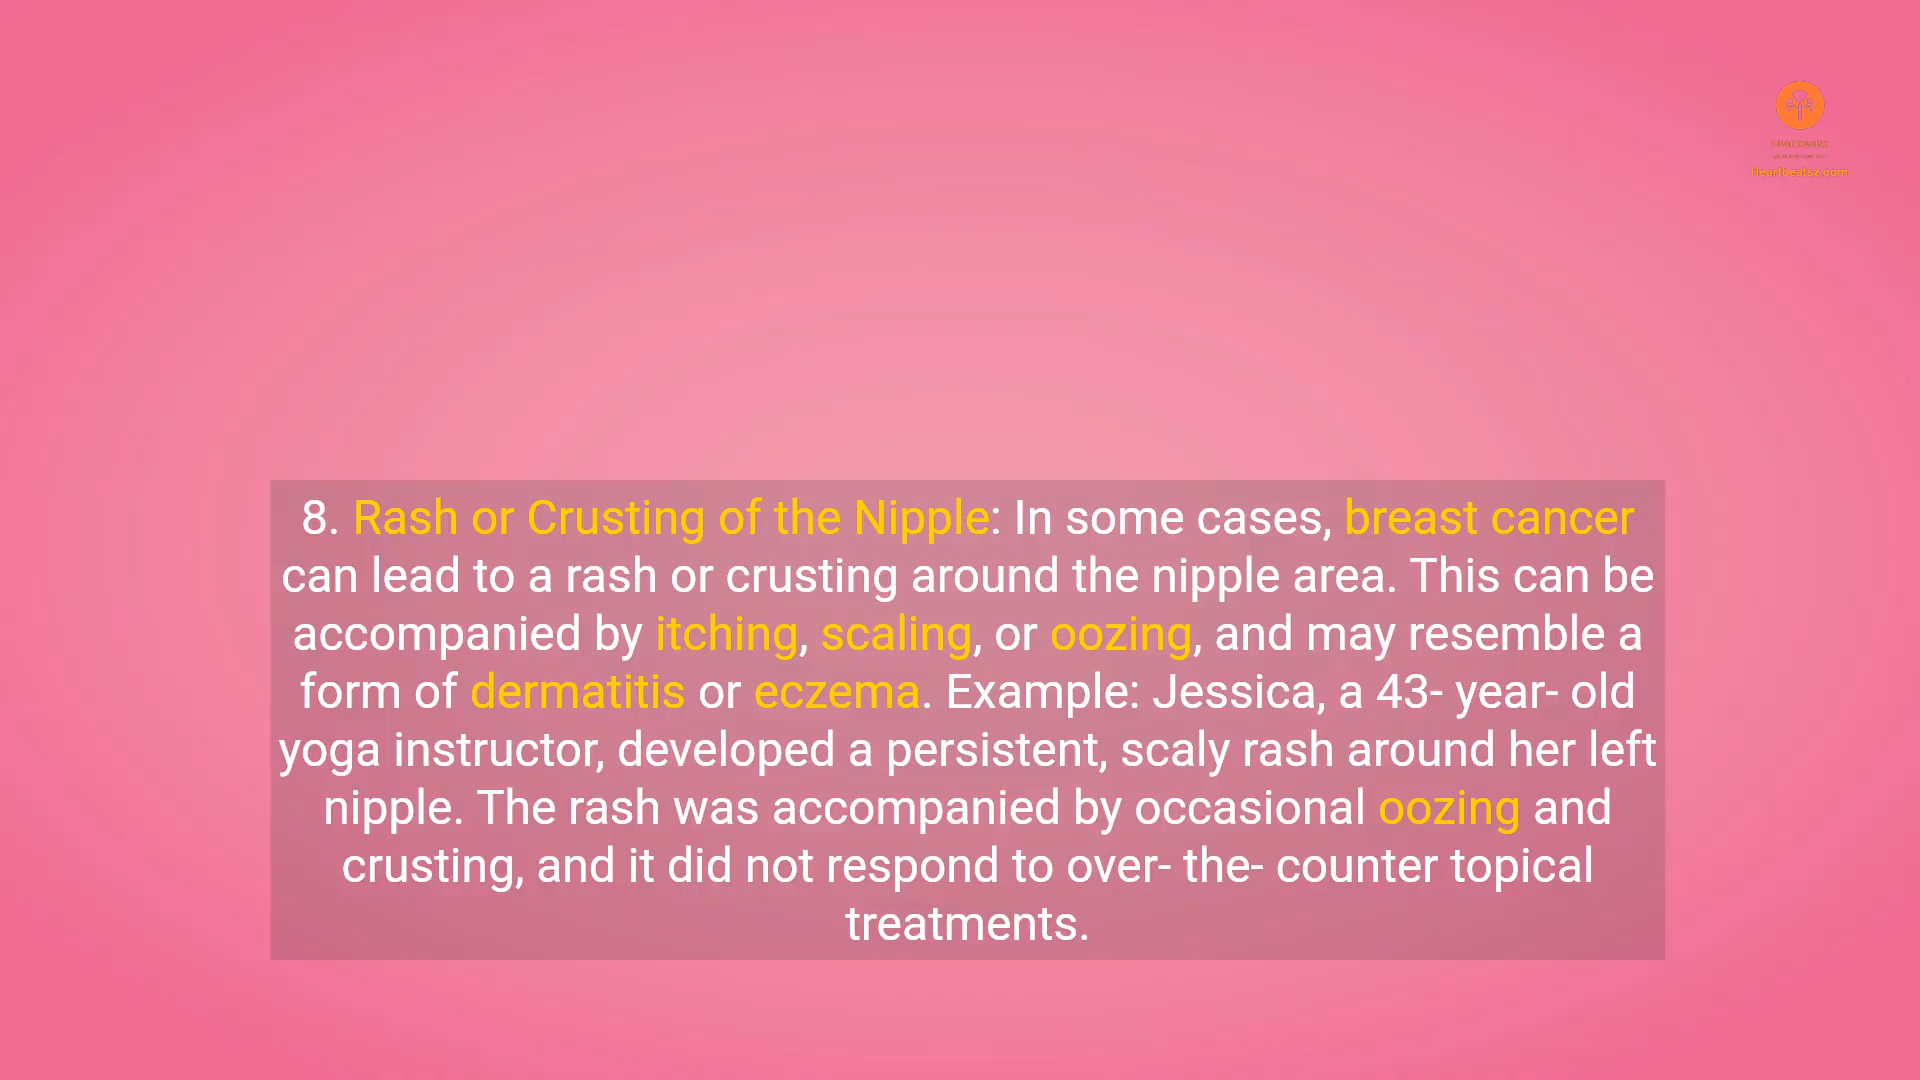 Heartbeatsz.com
8. Rash or Crusting of the Nipple: In some cases, breast cancer
can lead to a rash or crusting around the nipple area. This can be
accompanied by itching, scaling, or oozing, and may resemble a
form of dermatitis or eczema. Example: Jessica, a 43- year- old
yoga instructor, developed a persistent, scaly rash around her left
nipple. The rash was accompanied by occasional oozing and
crusting, and it did not respond to over- the- counter topical
treatments.